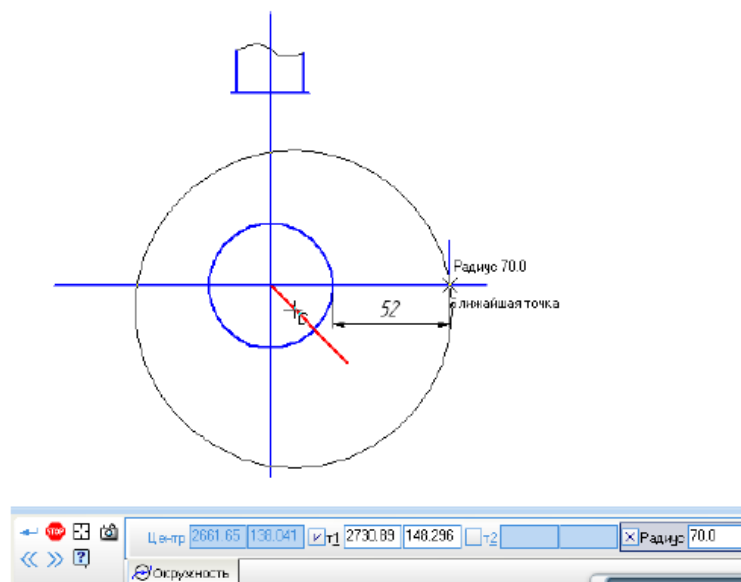 Радиус 70.0
Ближайшая точка
52
STOP
Центр 2661.65 138.041 т1 2730.89 148.296 т2 Радиус 70.0
Окружность